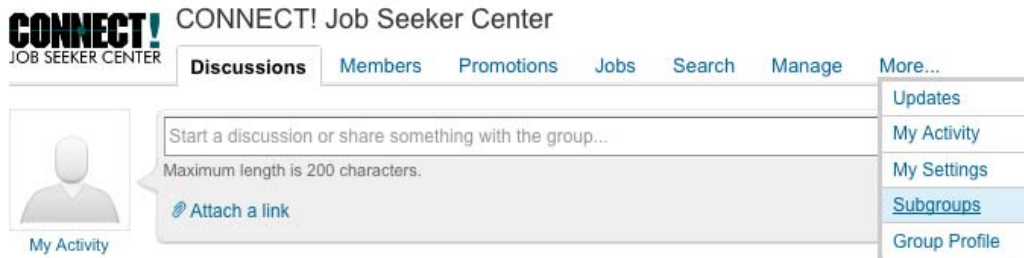 CONNECT!
JOB SEEKER CENTER
CONNECT! Job Seeker Center
Discussions Members Promotions Jobs Search Manage More...
Updates
My Activity
My Settings
Subgroups
Group Profile
Start a discussion or share something with the group...
Maximum length is 200 characters.
Attach a link
My Activity